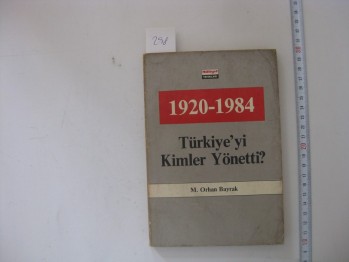 1920-1984
Türkiye'yi
Kimler Yönetti?
M. Orhan Bayrak